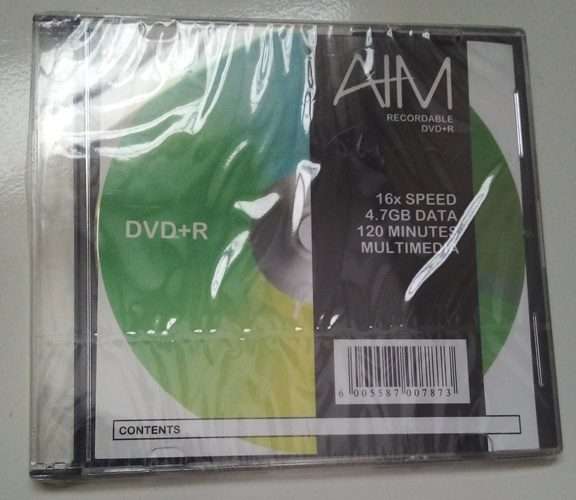 AIM
RECORDABLE
DVD+R
16x SPEED
4.7GB DATA
120 MINUTES
MULTIMEDIA
DVD+R
6 005587 007873
CONTENTS